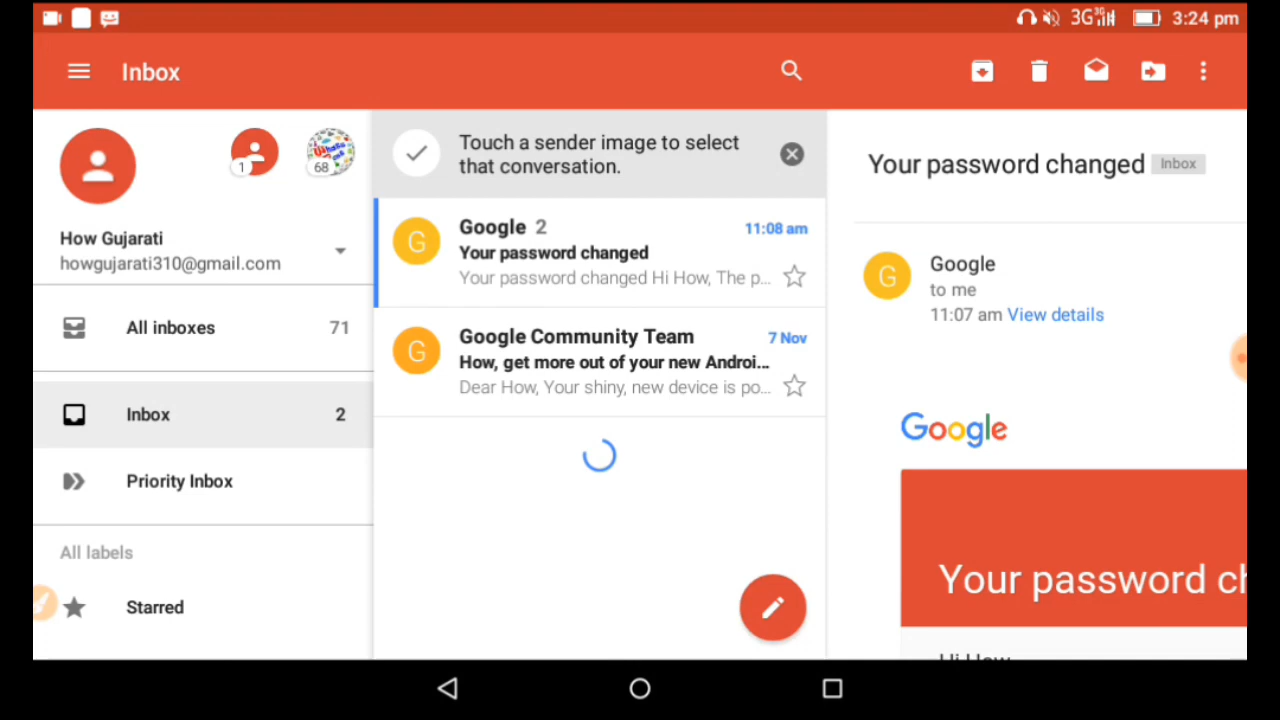 3G 3G 3:24 pm
Inbox
1
68
How Gujarati
howgujarati310@gmail.com
All inboxes 71
Inbox 2
Priority Inbox
All labels
Starred
Touch a sender image to select
that conversation.
G
Google 2 11:08 am
Your password changed
Your password changed Hi How, The p...
G
Google Community Team 7 Nov
How, get more out of your new Androi...
Dear How, Your shiny, new device is po...
Your password changed Inbox
G
Google
to me
11:07 am View details
Google
Your password ch
Hi How